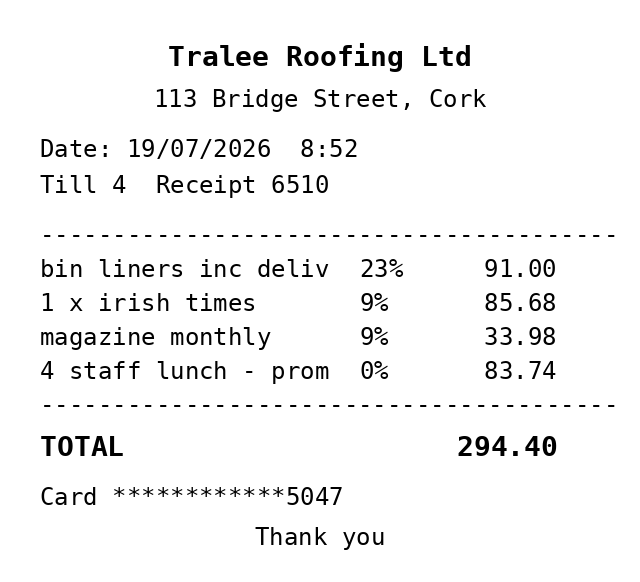 Tralee Roofing Ltd
113 Bridge Street, Cork
Date: 19/07/2026  8:52
Till 4  Receipt 6510
----------------------------------------
bin liners inc deliv  23%  91.00
1 x irish times  9%  85.68
magazine monthly  9%  33.98
4 staff lunch - prom  0%  83.74
----------------------------------------
TOTAL  294.40
Card ************5047
Thank you